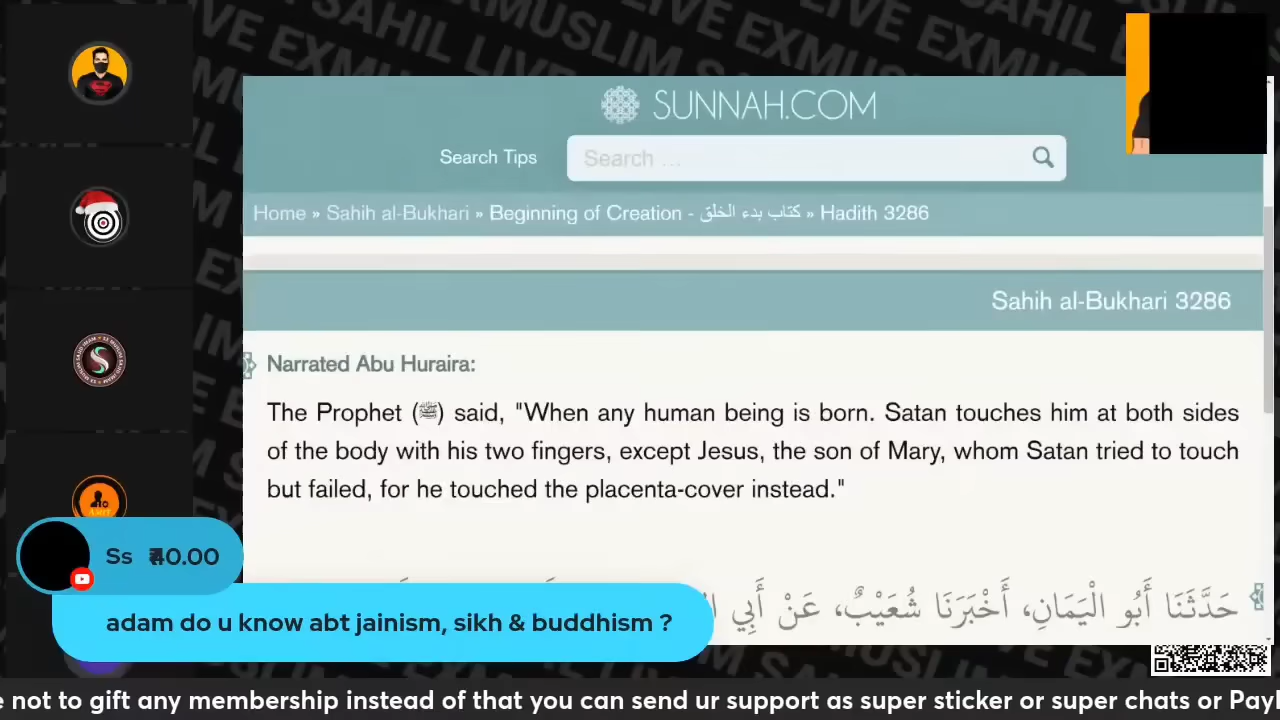 SUNNAH.COM
Search Tips
Search ...
Home » Sahih al-Bukhari » Beginning of Creation - كتاب بدء الخلق » Hadith 3286
Sahih al-Bukhari 3286
Narrated Abu Huraira:
The Prophet (ﷺ) said, "When any human being is born. Satan touches him at both sides
of the body with his two fingers, except Jesus, the son of Mary, whom Satan tried to touch
but failed, for he touched the placenta-cover instead."
حَدَّثَنَا أَبُو الْيَمَانِ، أَخْبَرَنَا شُعَيْبٌ، عَنْ أَبِي
Ss ₹40.00
adam do u know abt jainism, sikh & buddhism ?
not to gift any membership instead of that you can send ur support as super sticker or super chats or